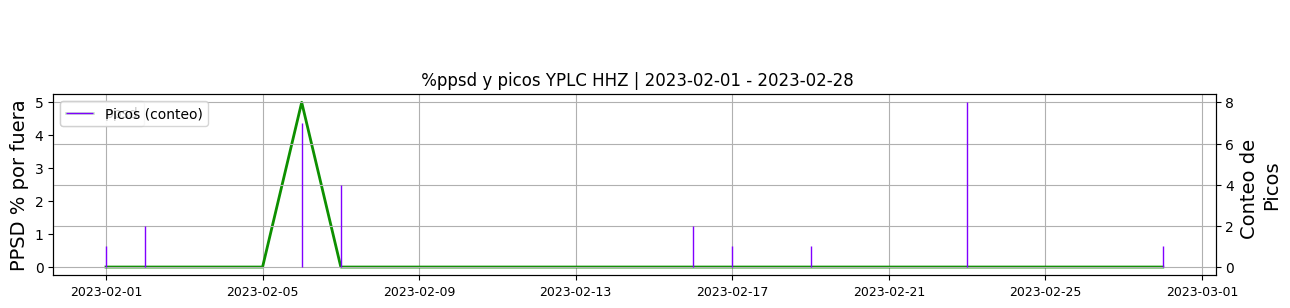 %ppsd y picos YPLC HHZ | 2023-02-01 - 2023-02-28
PPSD % por fuera
5
4
3
2
1
0
Picos (conteo)
8
6
4
2
0
Conteo de
Picos
2023-02-01 2023-02-05 2023-02-09 2023-02-13 2023-02-17 2023-02-21 2023-02-25 2023-03-01